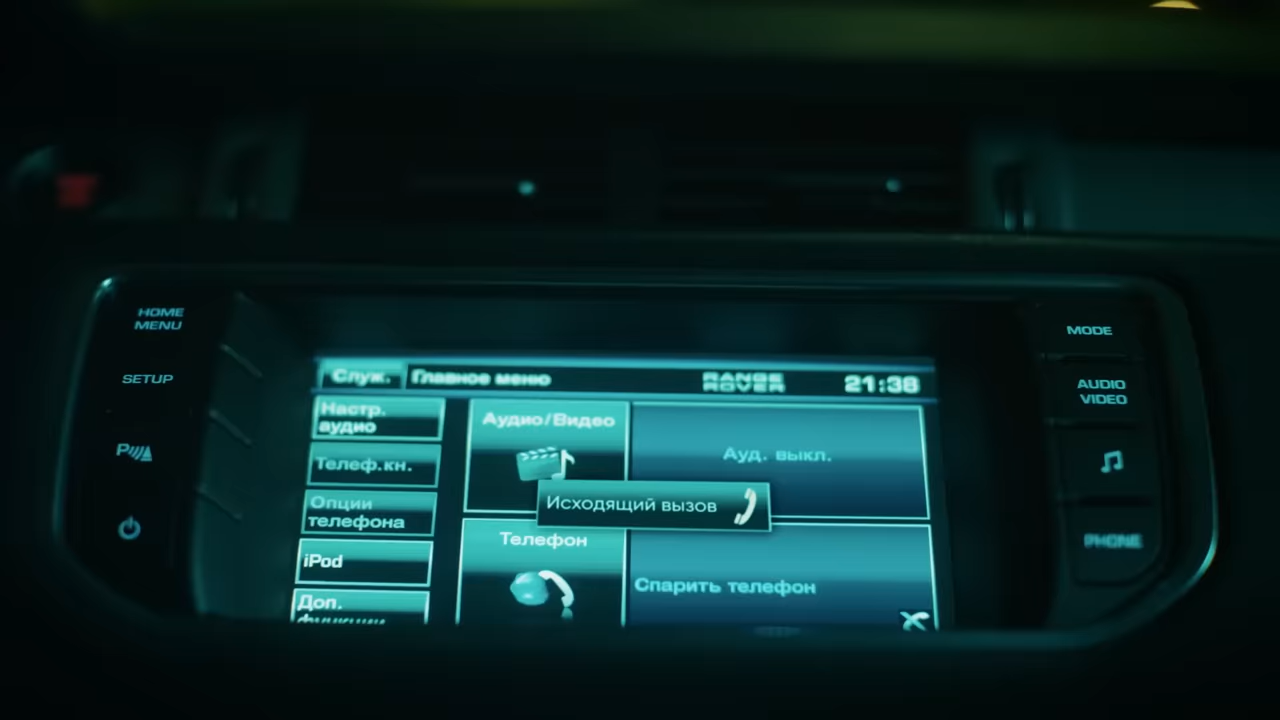 HOME
MENU
SETUP
P
Служ.
Главное меню
RANGE
ROVER
21:38
Настр.
аудио
Телеф.кн.
Опции
телефона
iPod
Доп.
функции
Аудио/Видео
Ауд. выкл.
Исходящий вызов
Телефон
Спарить телефон
MODE
AUDIO
VIDEO
PHONE